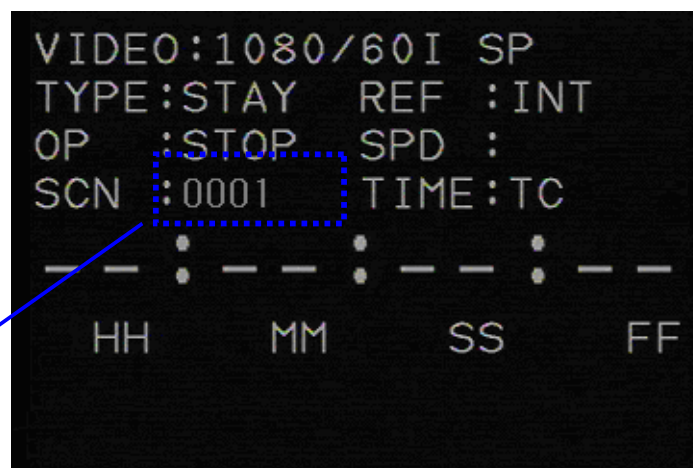 VIDEO:1080/60I SP
TYPE:STAY REF :INT
OP :STOP SPD :
SCN :0001 TIME:TC
--:--:--:--
HH MM SS FF